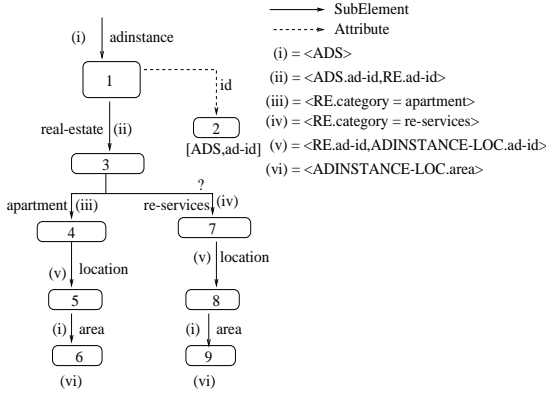 SubElement
Attribute
(i) adinstance
(i) = <ADS>
(ii) = <ADS.ad-id,RE.ad-id>
(iii) = <RE.category = apartment>
(iv) = <RE.category = re-services>
(v) = <RE.ad-id,ADINSTANCE-LOC.ad-id>
(vi) = <ADINSTANCE-LOC.area>
1
id
real-estate (ii)
2
[ADS,ad-id]
3
?
apartment (iii) re-services (iv)
4 7
(v) location (v) location
5 8
(i) area (i) area
6 9
(vi) (vi)